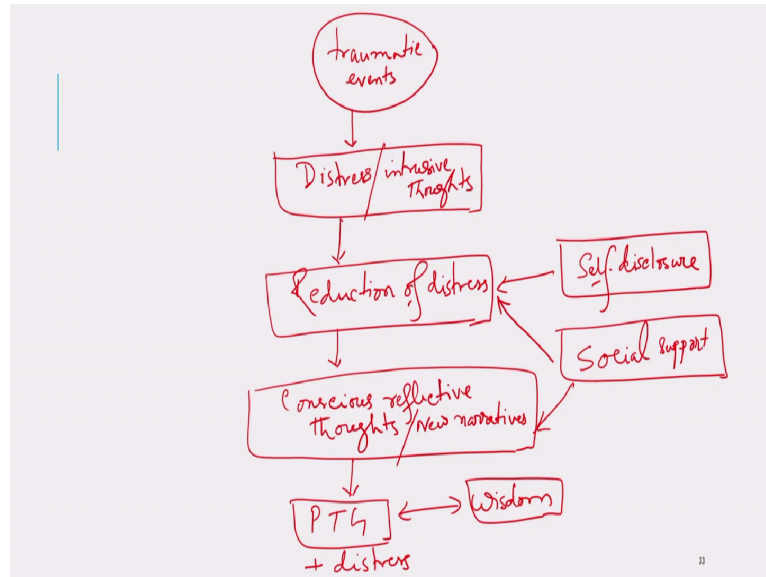 traumatic
events
Distress/intrusive
Thoughts
Reduction of distress
Self-disclosure
Social support
Conscious reflective
thoughts/New narratives
PTG
Wisdom
+ distress
33